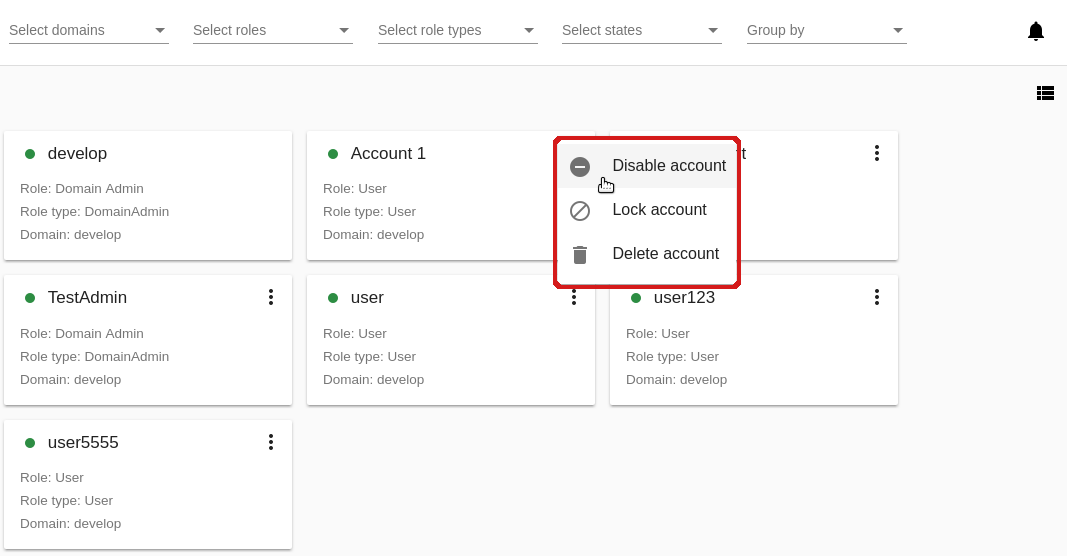 Select domains
Select roles
Select role types
Select states
Group by
develop
Role: Domain Admin
Role type: DomainAdmin
Domain: develop
Account 1
Role: User
Role type: User
Domain: develop
Disable account
Lock account
Delete account
TestAdmin
Role: Domain Admin
Role type: DomainAdmin
Domain: develop
user
Role: User
Role type: User
Domain: develop
user123
Role: User
Role type: User
Domain: develop
user5555
Role: User
Role type: User
Domain: develop